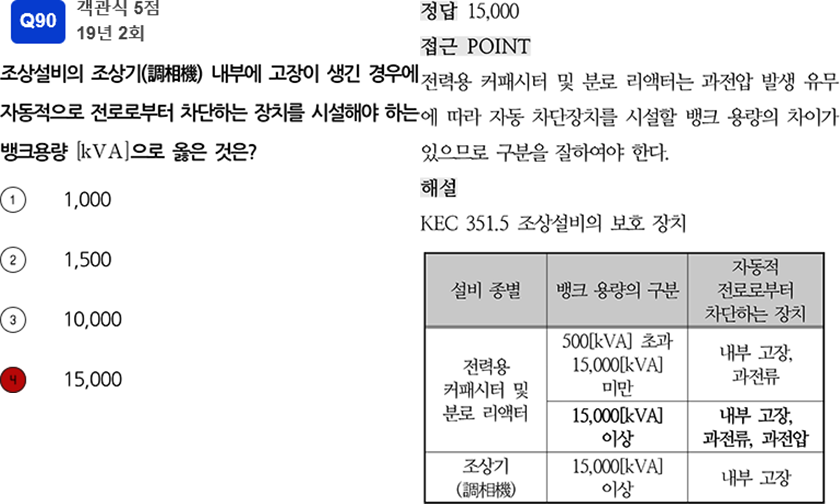 Q90
객관식 5점
19년 2회
조상설비의 조상기(調相機) 내부에 고장이 생긴 경우에
자동적으로 전로로부터 차단하는 장치를 시설해야 하는
뱅크용량 [kVA]으로 옳은 것은?
1 1,000
2 1,500
3 10,000
4 15,000
정답 15,000
접근 POINT
전력용 커패시터 및 분로 리액터는 과전압 발생 유무
에 따라 자동 차단장치를 시설할 뱅크 용량의 차이가
있으므로 구분을 잘하여야 한다.
해설
KEC 351.5 조상설비의 보호 장치
설비 종별
뱅크 용량의 구분
자동적
전로로부터
차단하는 장치
전력용
커패시터 및
분로 리액터
500[kVA] 초과
15,000[kVA]
미만
내부 고장,
과전류
15,000[kVA]
이상
내부 고장,
과전류, 과전압
조상기
(調相機)
15,000[kVA]
이상
내부 고장